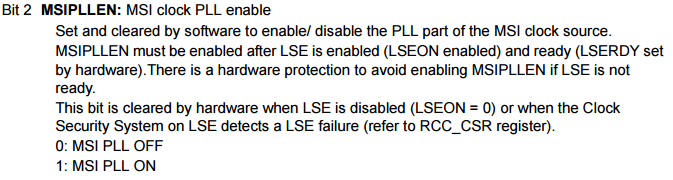 Bit 2 MSIPLLEN: MSI clock PLL enable
Set and cleared by software to enable/ disable the PLL part of the MSI clock source.
MSIPLLEN must be enabled after LSE is enabled (LSEON enabled) and ready (LSERDY set
by hardware).There is a hardware protection to avoid enabling MSIPLLEN if LSE is not
ready.
This bit is cleared by hardware when LSE is disabled (LSEON = 0) or when the Clock
Security System on LSE detects a LSE failure (refer to RCC_CSR register).
0: MSI PLL OFF
1: MSI PLL ON